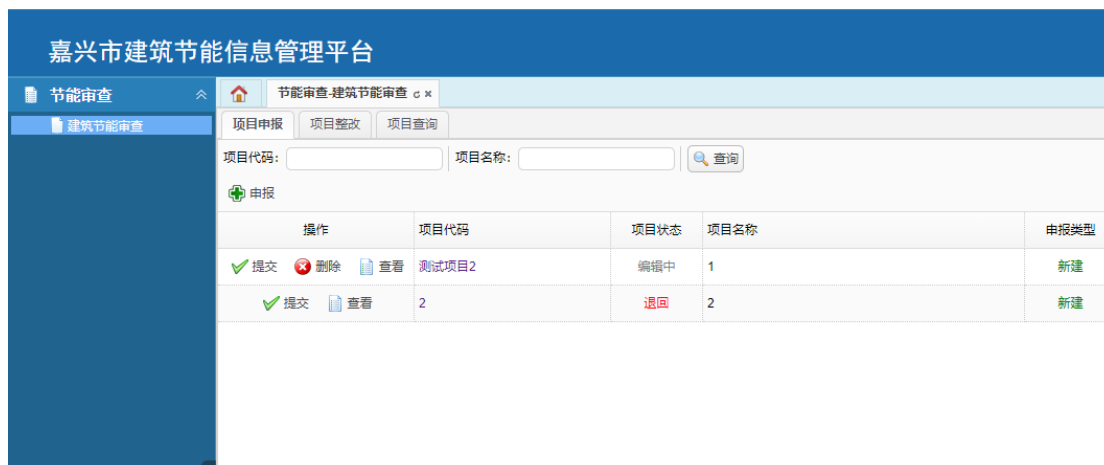 嘉兴市建筑节能信息管理平台
节能审查
建筑节能审查
节能审查-建筑节能审查
项目申报 项目整改 项目查询
项目代码: 项目名称: 查询
申报
操作 项目代码 项目状态 项目名称 申报类型
提交 删除 查看 测试项目2 编辑中 1 新建
提交 查看 2 退回 2 新建